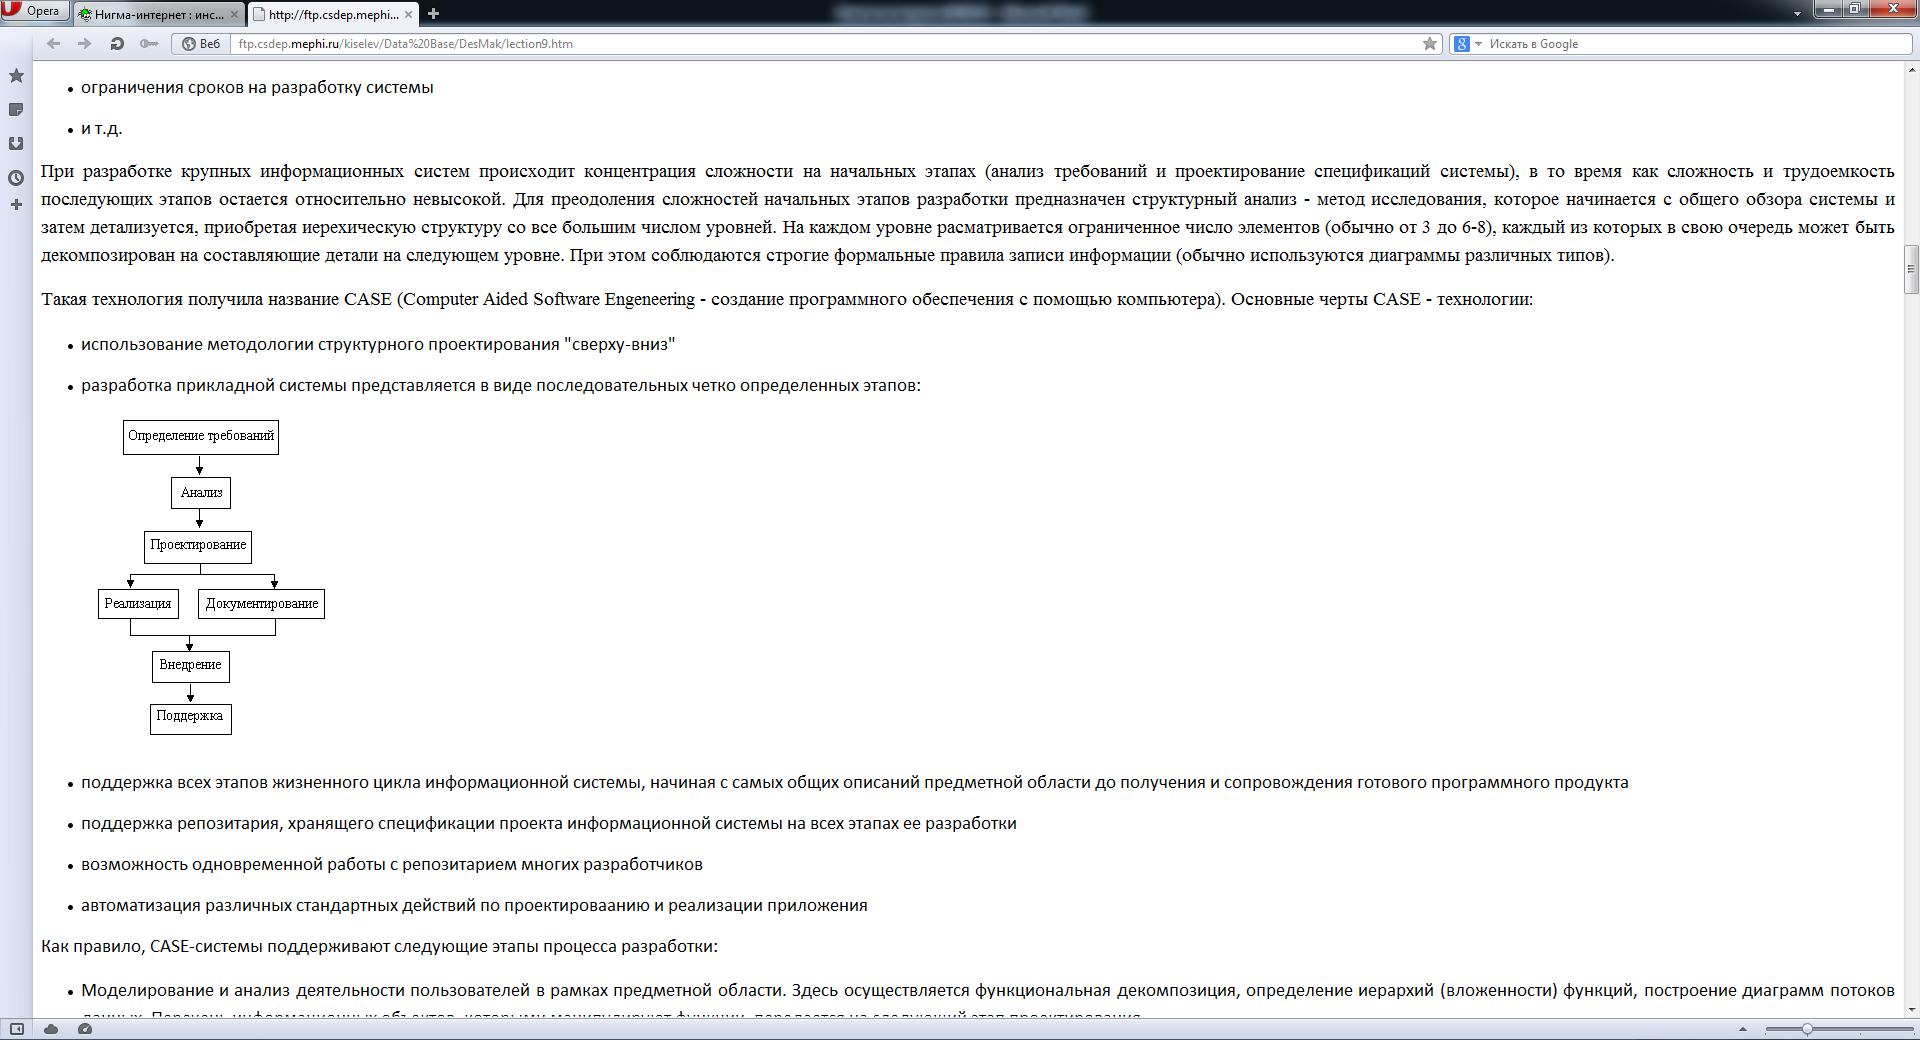 Opera
Нигма-интернет : инс...
http://ftp.csdep.mephi...
Веб
ftp.csdep.mephi.ru/kiselev/Data%20Base/DesMak/lection9.htm
Искать в Google
• ограничения сроков на разработку системы
• и т.д.
При разработке крупных информационных систем происходит концентрация сложности на начальных этапах (анализ требований и проектирование спецификаций системы), в то время как сложность и трудоемкость
последующих этапов остается относительно невысокой. Для преодоления сложностей начальных этапов разработки предназначен структурный анализ - метод исследования, которое начинается с общего обзора системы и
затем детализуется, приобретая иерехическую структуру со все большим числом уровней. На каждом уровне расматривается ограниченное число элементов (обычно от 3 до 6-8), каждый из которых в свою очередь может быть
декомпозирован на составляющие детали на следующем уровне. При этом соблюдаются строгие формальные правила записи информации (обычно используются диаграммы различных типов).
Такая технология получила название CASE (Computer Aided Software Engeneering - создание программного обеспечения с помощью компьютера). Основные черты CASE - технологии:
• использование методологии структурного проектирования "сверху-вниз"
• разработка прикладной системы представляется в виде последовательных четко определенных этапов:
Определение требований
Анализ
Проектирование
Реализация
Документирование
Внедрение
Поддержка
• поддержка всех этапов жизненного цикла информационной системы, начиная с самых общих описаний предметной области до получения и сопровождения готового программного продукта
• поддержка репозитария, хранящего спецификации проекта информационной системы на всех этапах ее разработки
• возможность одновременной работы с репозитарием многих разработчиков
• автоматизация различных стандартных действий по проектироваанию и реализации приложения
Как правило, CASE-системы поддерживают следующие этапы процесса разработки:
• Моделирование и анализ деятельности пользователей в рамках предметной области. Здесь осуществляется функциональная декомпозиция, определение иерархий (вложенности) функций, построение диаграмм потоков
данных. Перечень информационных объектов, которыми манипулируют функции, передается на следующий этап проектирования.